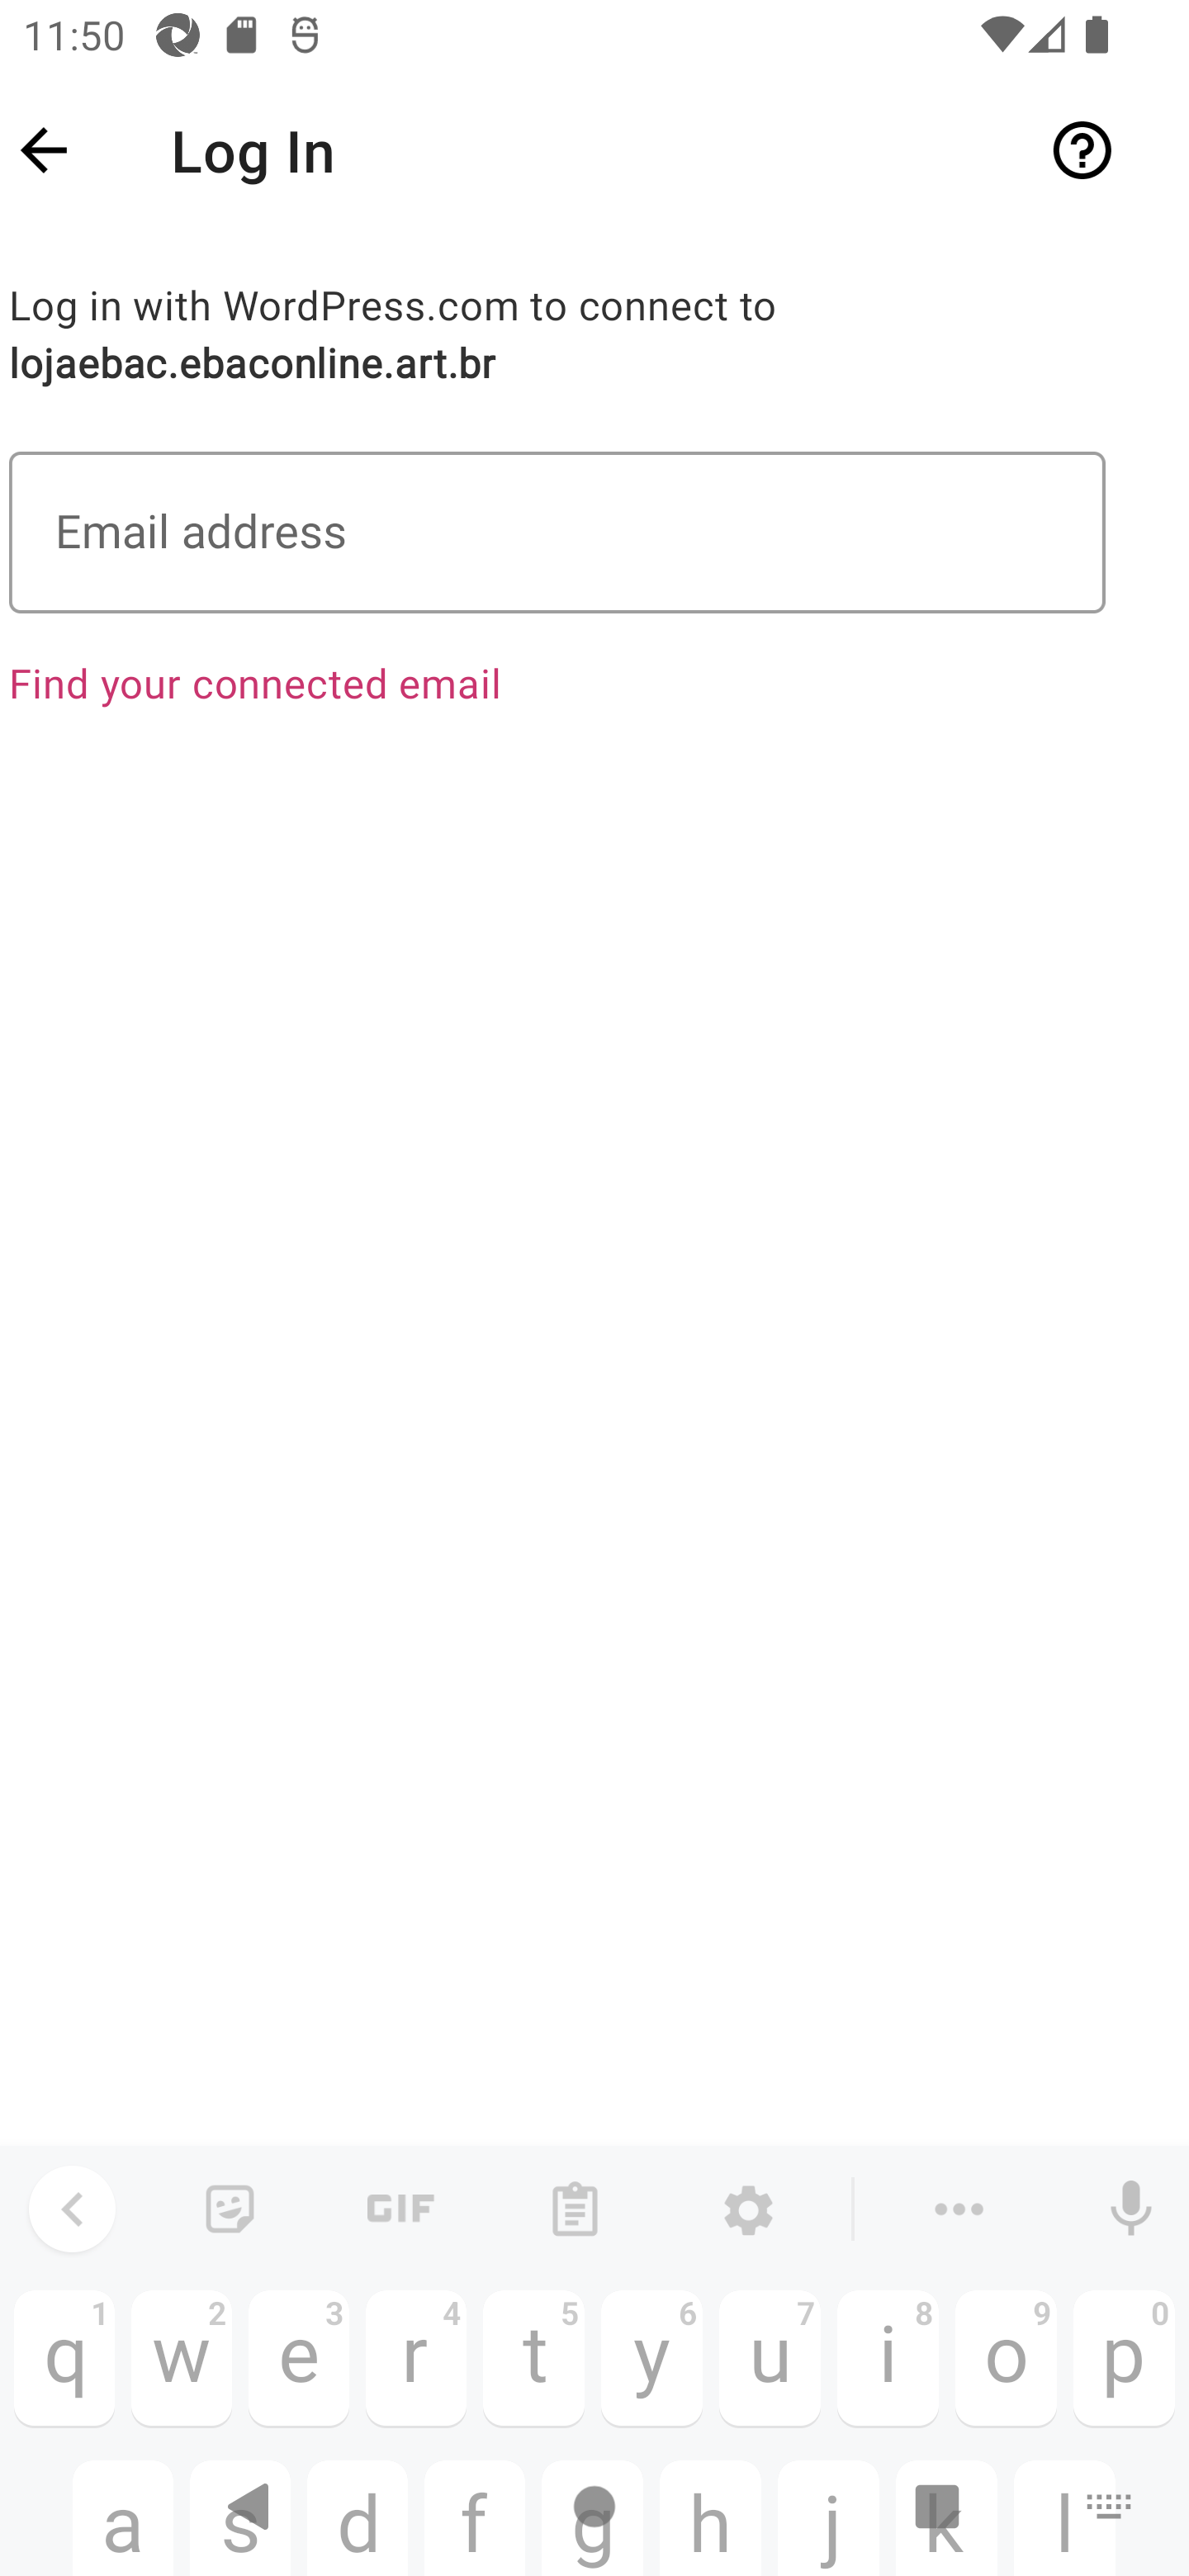 11:50
Log In
Log in with WordPress.com to connect to
lojaebac.ebaconline.art.br
Email address
Find your connected email
GIF
1 2 3 4 5 6 7 8 9 0
q w e r t y u i o p
a s d f g h j k l